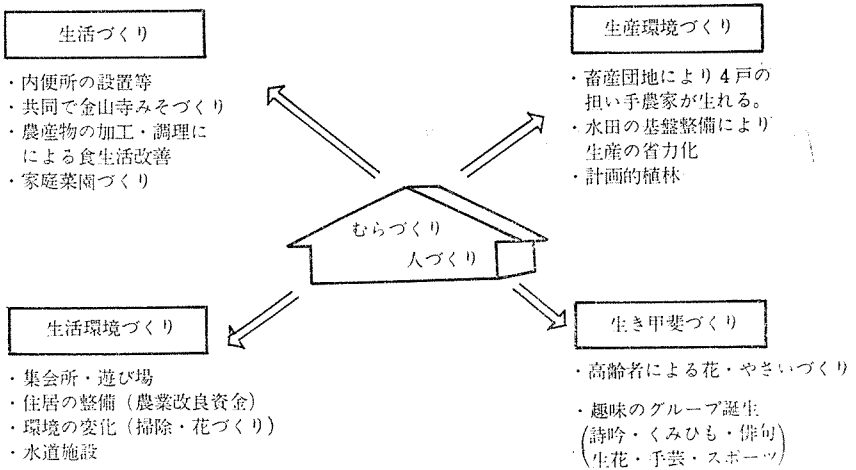 生活づくり
・内便所の設置等
・共同で金山寺みそづくり
・農産物の加工・調理に
による食生活改善
・家庭菜園づくり
生産環境づくり
・畜産団地により4戸の
担い手農家が生れる。
・水田の基盤整備により
生産の省力化
・計画的植林
むらづくり
人づくり
生活環境づくり
・集会所・遊び場
・住居の整備(農業改良資金)
・環境の変化(掃除・花づくり)
・水道施設
生き甲斐づくり
・高齢者による花・やさいづくり
・趣味のグループ誕生
(詩吟・くみひも・俳句
生花・手芸・スポーツ)